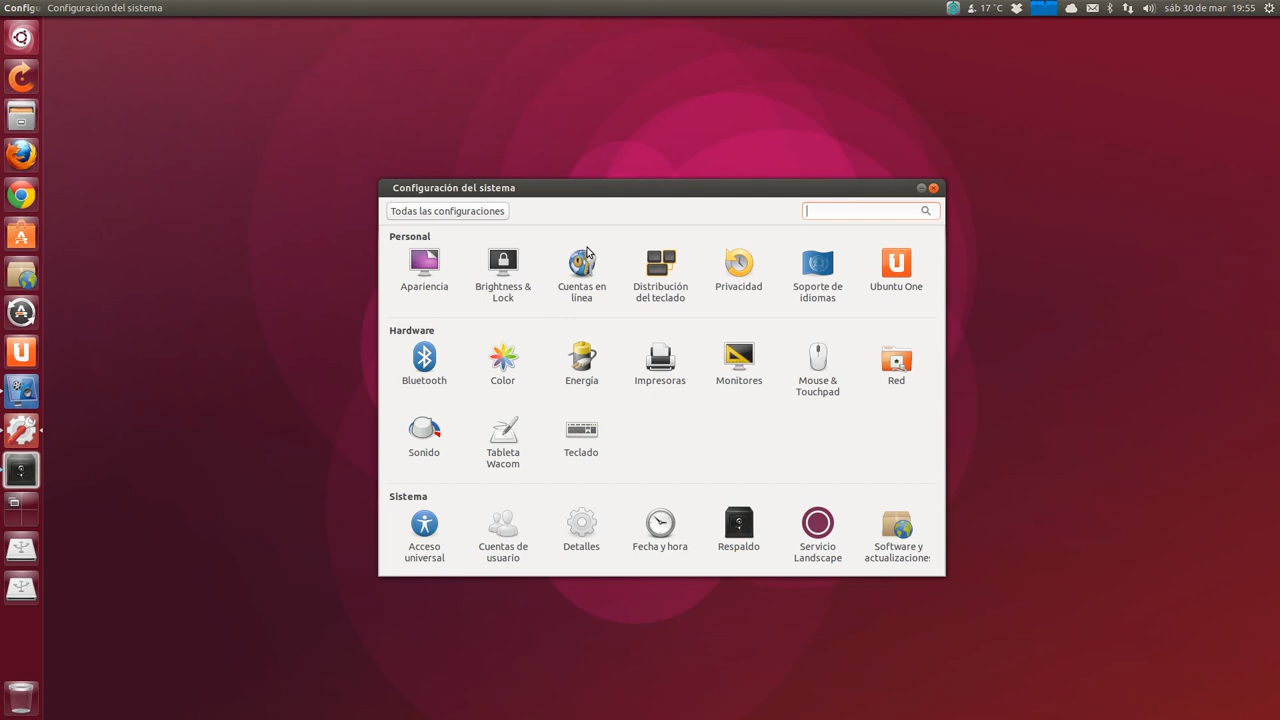 Configu Configuración del sistema 17 °C sáb 30 de mar 19:55
Configuración del sistema
Todas las configuraciones
Personal
Apariencia
Brightness &
Lock
Cuentas en
línea
Distribución
del teclado
Privacidad
Soporte de
idiomas
Ubuntu One
Hardware
Bluetooth
Color
Energía
Impresoras
Monitores
Mouse &
Touchpad
Red
Sonido
Tableta
Wacom
Teclado
Sistema
Acceso
universal
Cuentas de
usuario
Detalles
Fecha y hora
Respaldo
Servicio
Landscape
Software y
actualizaciones